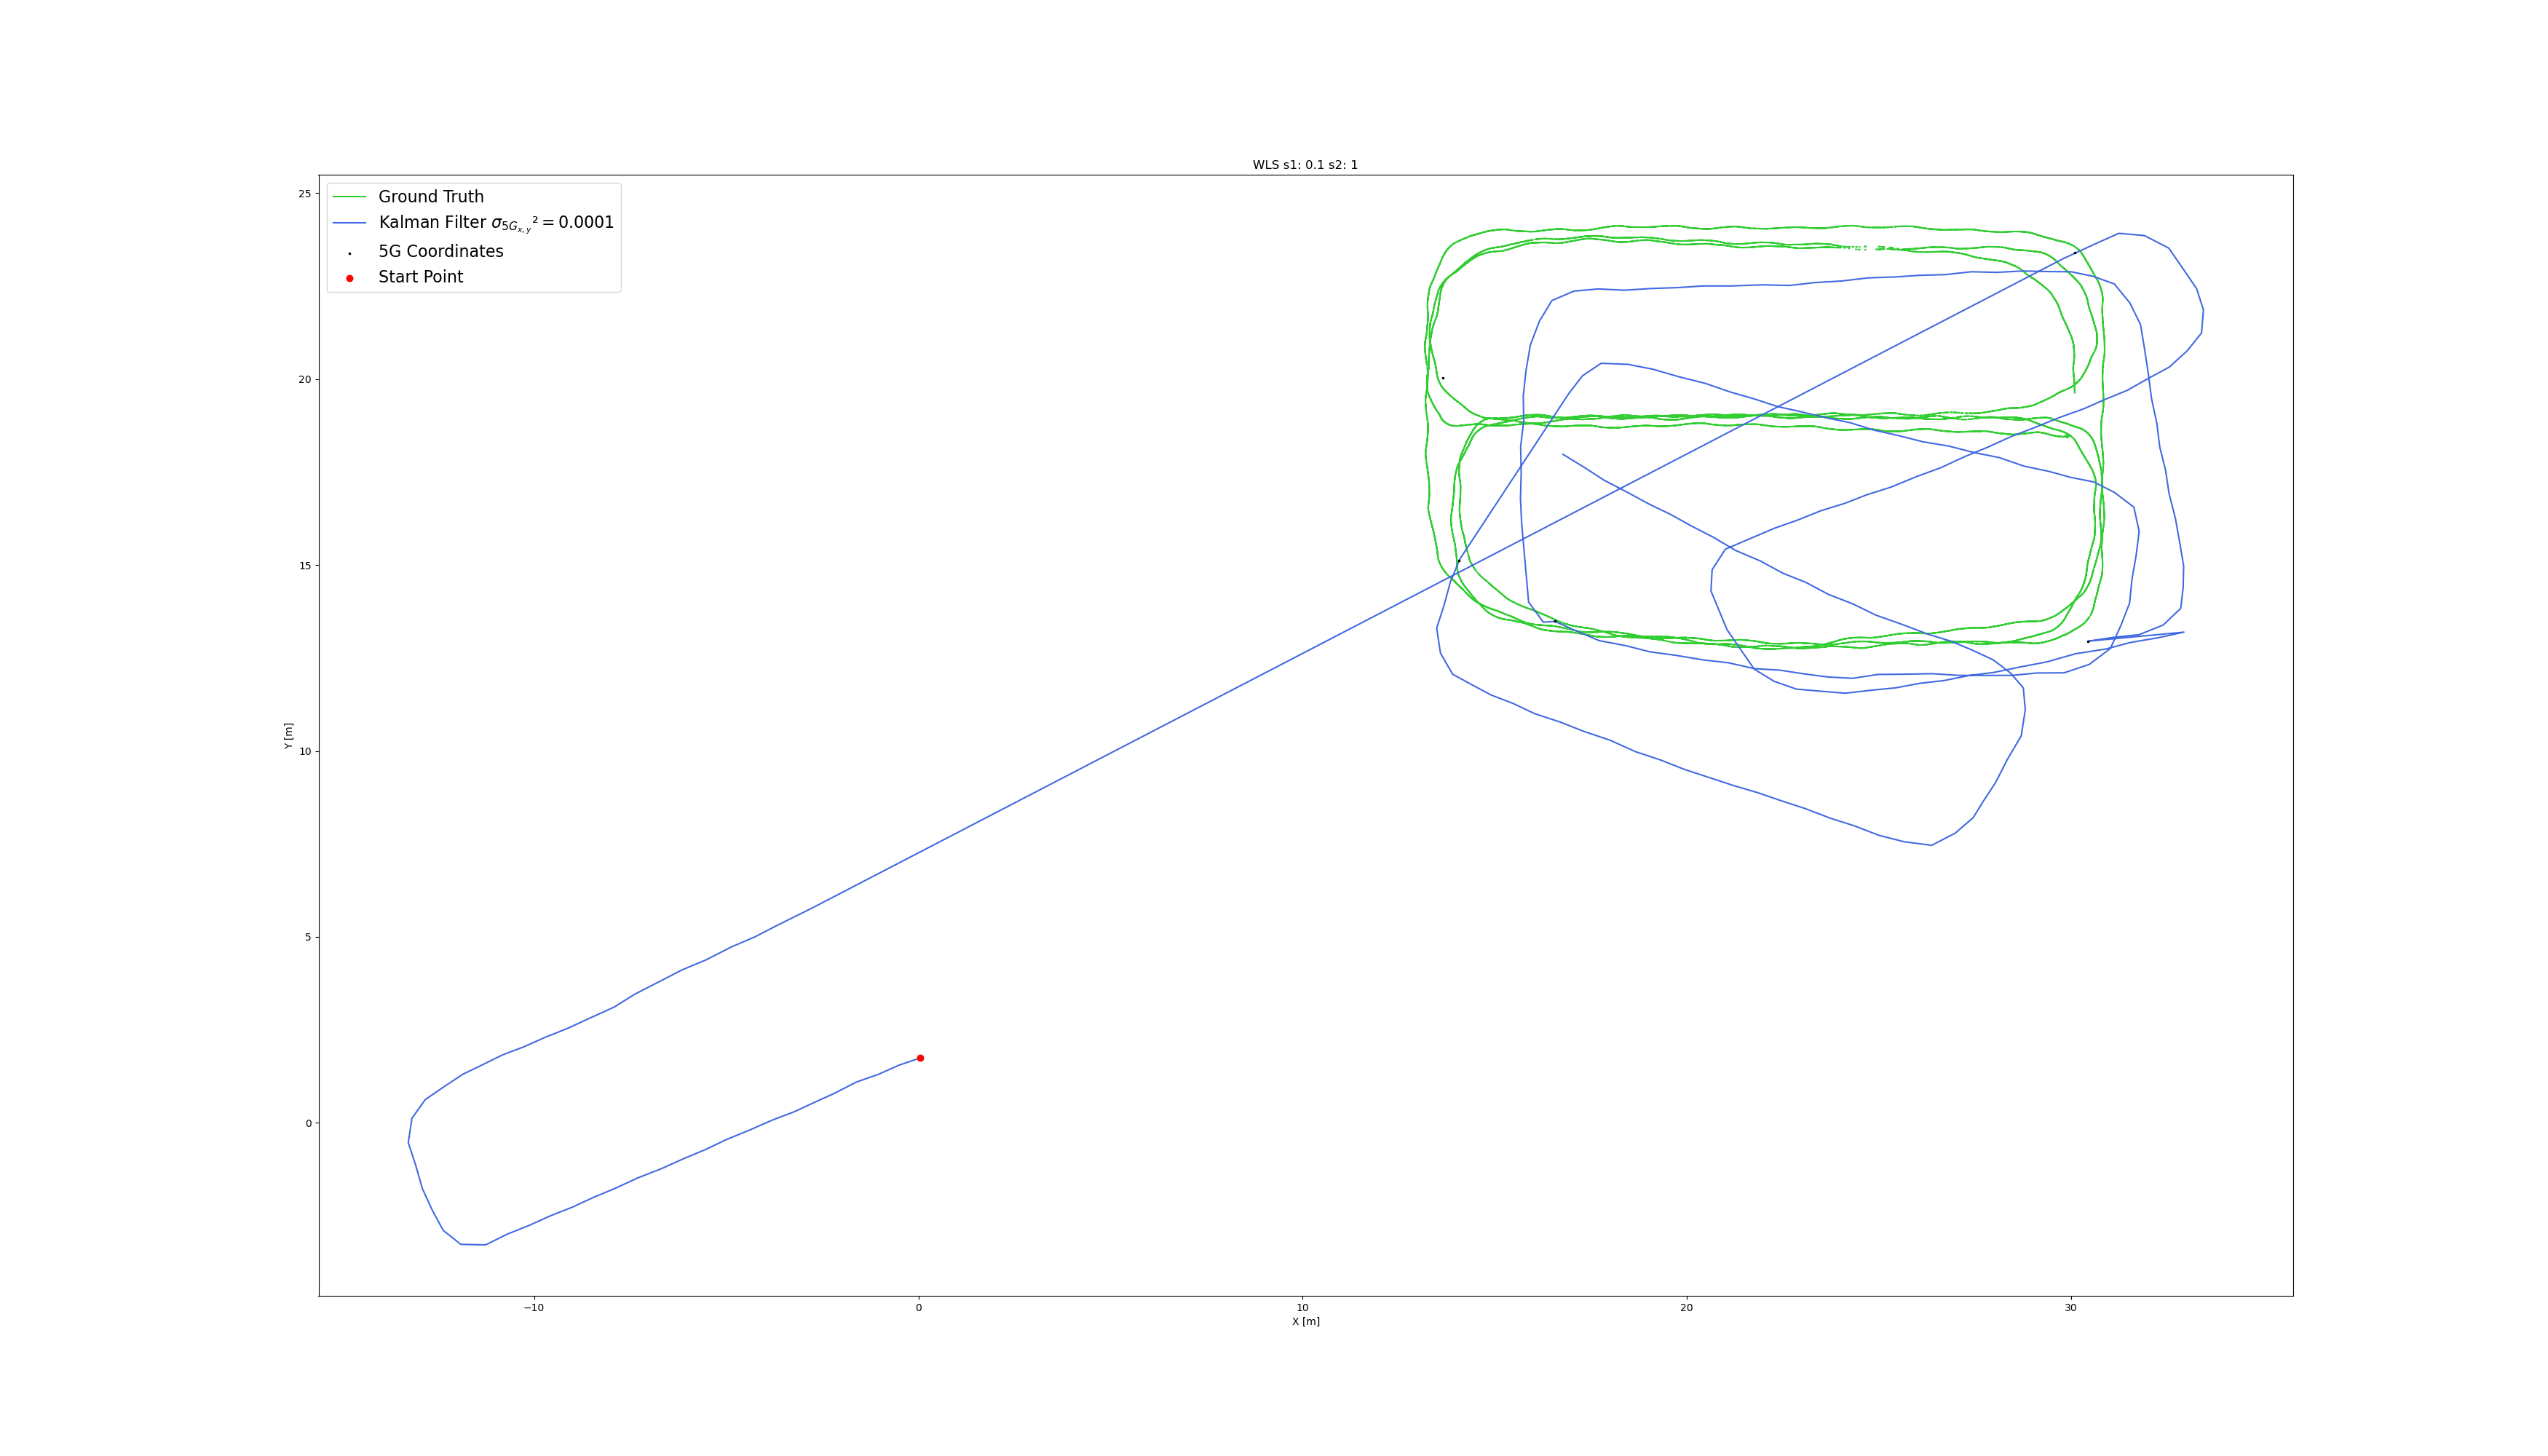 WLS s1: 0.1 s2: 1
Ground Truth
Kalman Filter σ5Gx, y² = 0.0001
5G Coordinates
Start Point
25
20
15
10
5
0
Y [m]
−10 0 10 20 30
X [m]